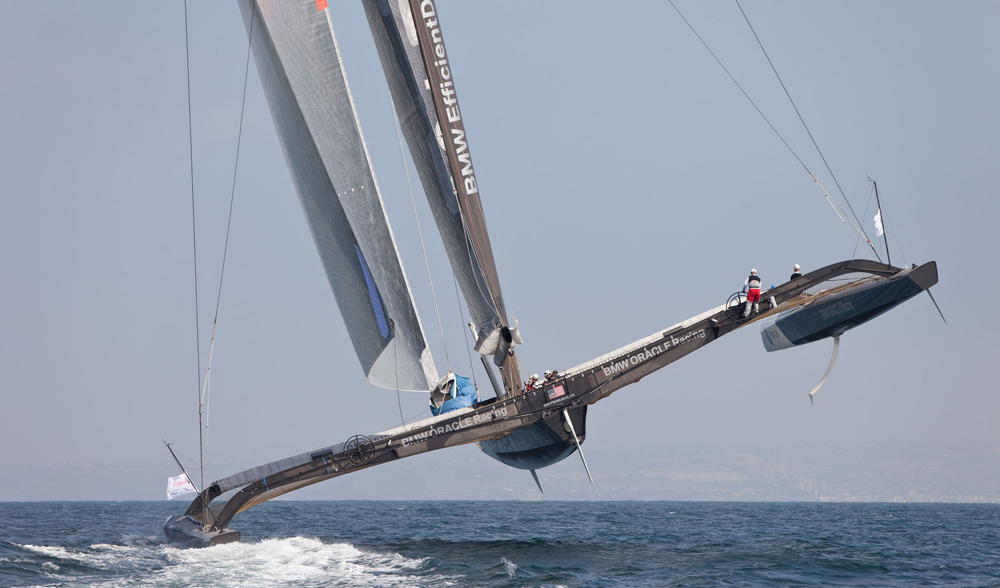 BMW EfficientD
BMW ORACLE Racing
SAN FRANCISCO, CA
BMW ORACLE Racing